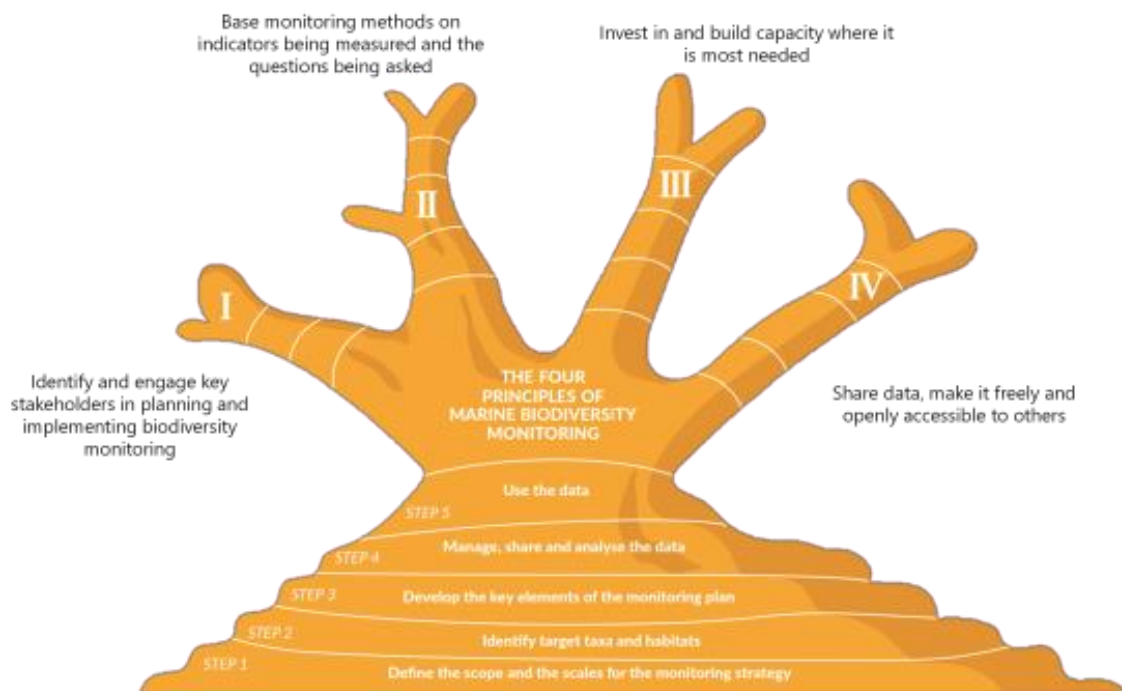 Base monitoring methods on
indicators being measured and the
questions being asked
Invest in and build capacity where it
is most needed
II
III
I
IV
Identify and engage key
stakeholders in planning and
implementing biodiversity
monitoring
Share data, make it freely and
openly accessible to others
THE FOUR
PRINCIPLES OF
MARINE BIODIVERSITY
MONITORING
Use the data
STEP 5
Manage, share and analyse the data
STEP 4
Develop the key elements of the monitoring plan
STEP 3
Identify target taxa and habitats
STEP 2
Define the scope and the scales for the monitoring strategy
STEP 1